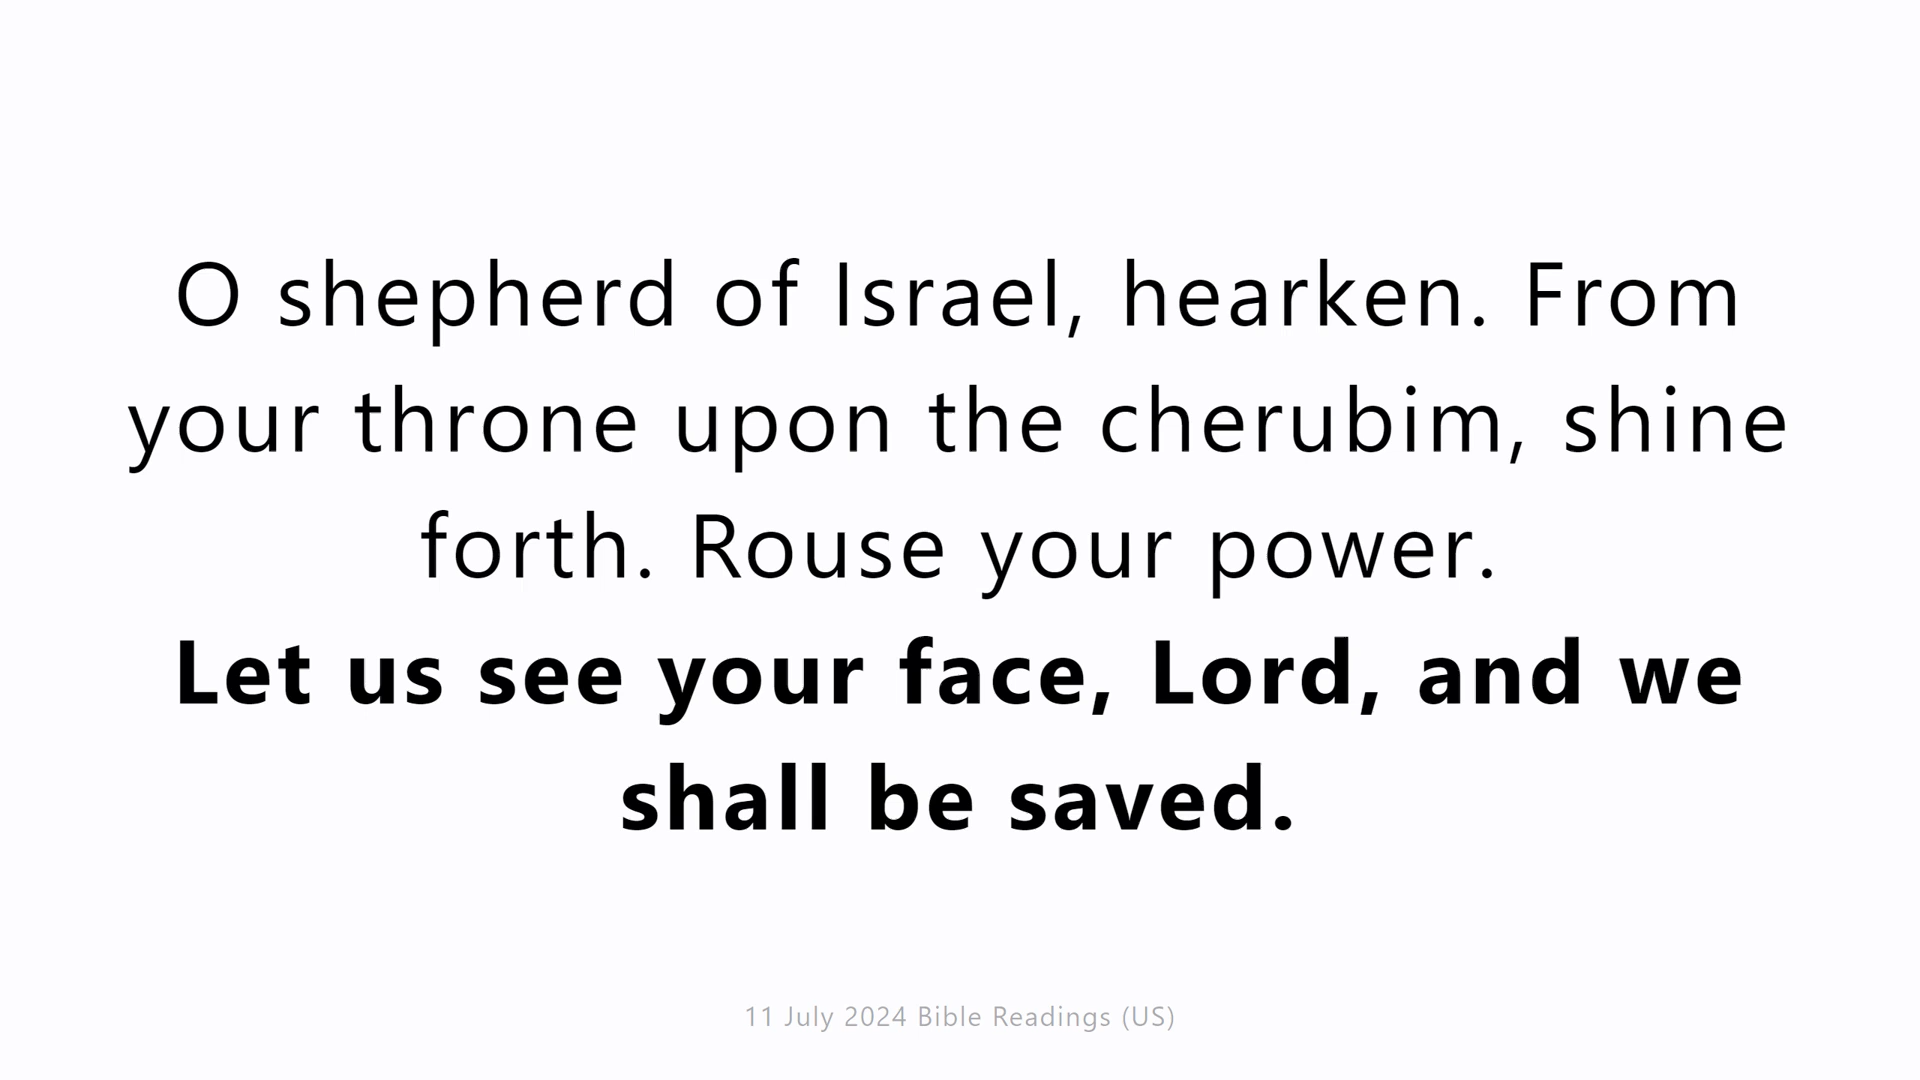 O shepherd of Israel, hearken. From
your throne upon the cherubim, shine
forth. Rouse your power.
Let us see your face, Lord, and we
shall be saved.
11 July 2024 Bible Readings (US)